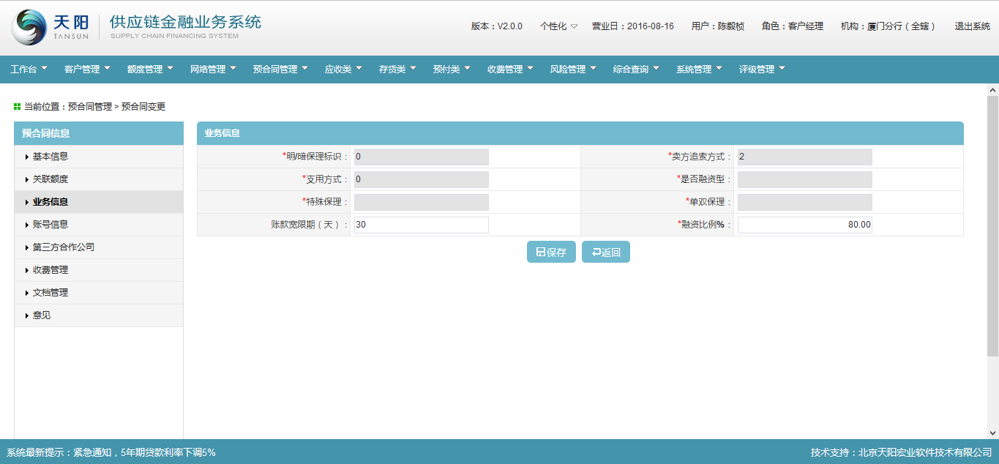 天阳 供应链金融业务系统
TANSUN SUPPLY CHAIN FINANCING SYSTEM
版本：V2.0.0 个性化 营业日：2016-08-16 用户：陈毅桢 角色：客户经理 机构：厦门分行（全辖） 退出系统
工作台 客户管理 额度管理 网络管理 预合同管理 应收类 存货类 预付类 收费管理 风险管理 综合查询 系统管理 评级管理
当前位置：预合同管理 > 预合同变更
预合同信息
基本信息
关联额度
业务信息
账号信息
第三方合作公司
收费管理
文档管理
意见
业务信息
*明/暗保理标识： 0 *卖方追索方式： 2
*支用方式： 0 *是否融资型：
*特殊保理： *单双保理：
账款宽限期（天）： 30 *融资比例%： 80.00
保存 返回
系统最新提示：紧急通知，5年期贷款利率下调5% 技术支持：北京天阳宏业软件技术有限公司